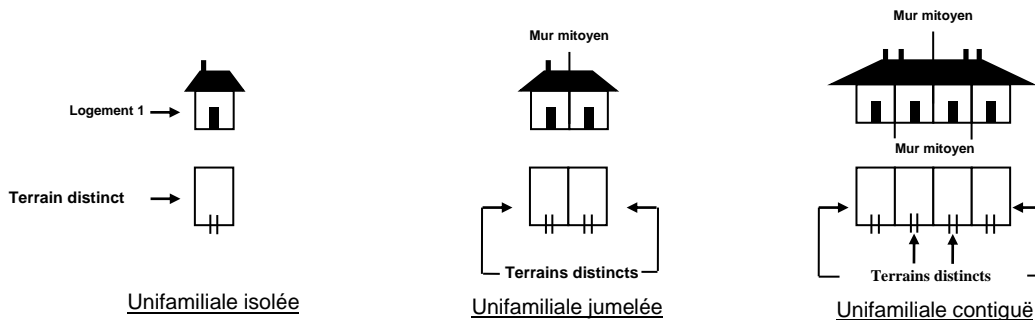 Logement 1
Terrain distinct
Unifamiliale isolée
Mur mitoyen
Terrains distincts
Unifamiliale jumelée
Mur mitoyen
Mur mitoyen
Terrains distincts
Unifamiliale contiguë